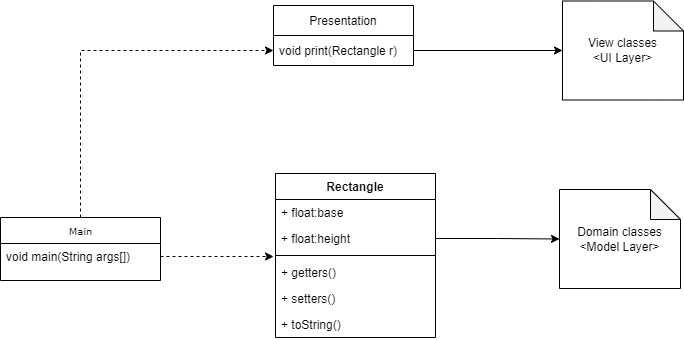 Presentation
void print(Rectangle r)
View classes
<UI Layer>
Rectangle
+ float:base
+ float:height
+ getters()
+ setters()
+ toString()
Main
void main(String args[])
Domain classes
<Model Layer>